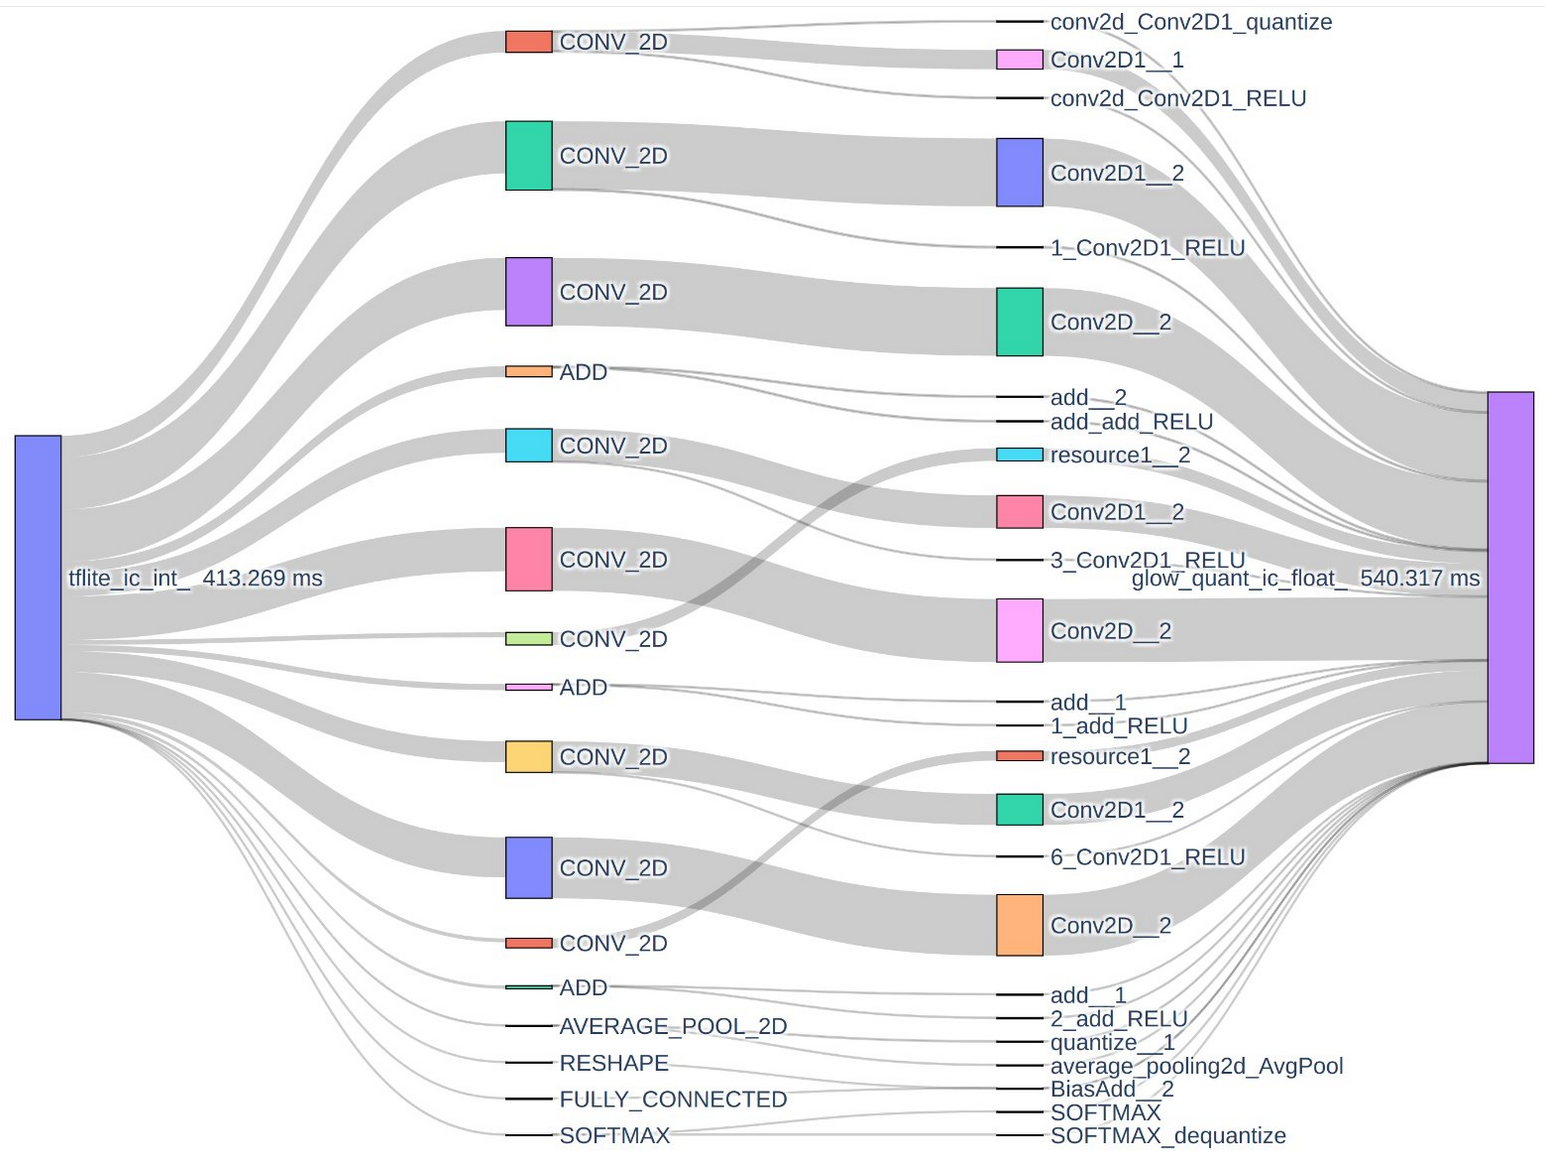 conv2d_Conv2D1_quantize
CONV_2D
Conv2D1__1
conv2d_Conv2D1_RELU
CONV_2D
Conv2D1__2
1_Conv2D1_RELU
CONV_2D
Conv2D__2
ADD
add__2
add_add_RELU
CONV_2D
resource1__2
Conv2D1__2
CONV_2D
3_Conv2D1_RELU
tflite_ic_int_ 413.269 ms
glow_quant_ic_float_ 540.317 ms
CONV_2D
Conv2D__2
ADD
add__1
1_add_RELU
CONV_2D
resource1__2
Conv2D1__2
6_Conv2D1_RELU
CONV_2D
Conv2D__2
CONV_2D
ADD
add__1
2_add_RELU
AVERAGE_POOL_2D
quantize__1
RESHAPE
average_pooling2d_AvgPool
BiasAdd__2
FULLY_CONNECTED
SOFTMAX
SOFTMAX
SOFTMAX_dequantize